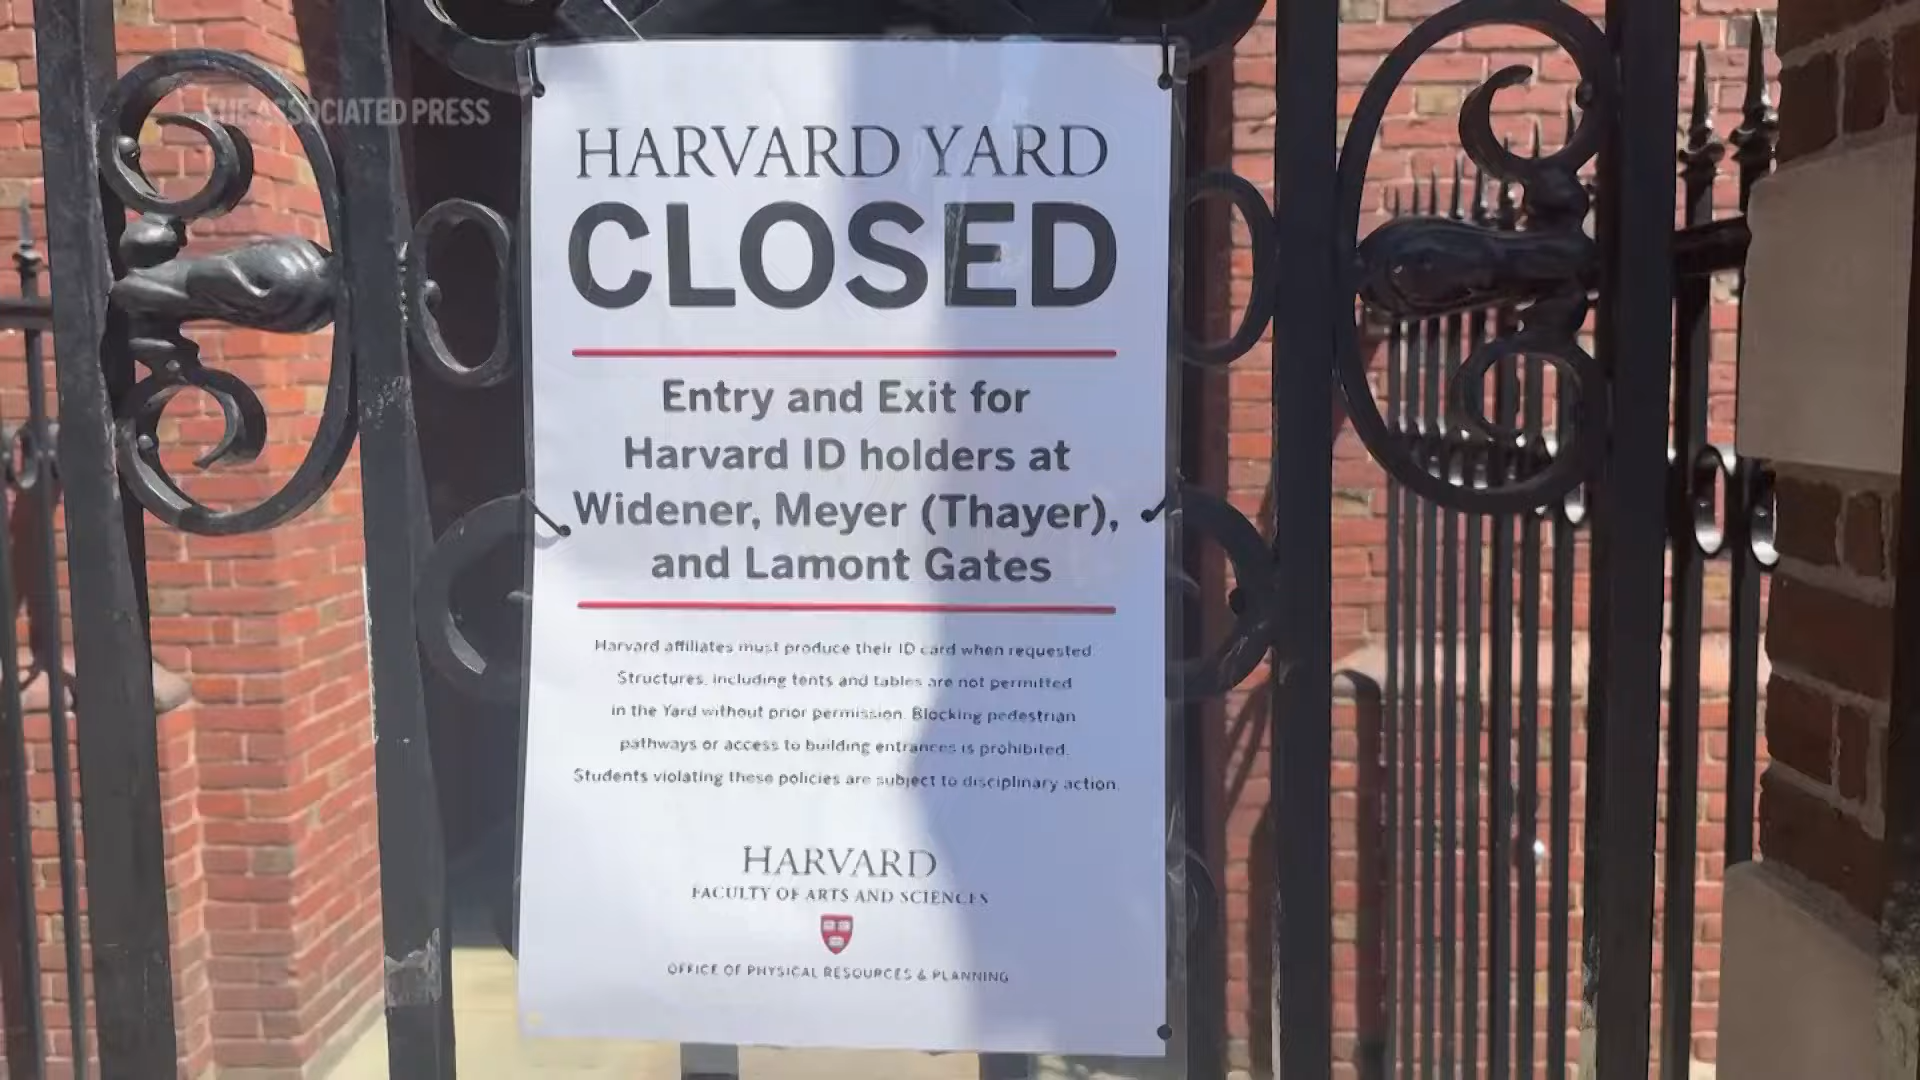 THE ASSOCIATED PRESS
HARVARD YARD
CLOSED
Entry and Exit for
Harvard ID holders at
Widener, Meyer (Thayer),
and Lamont Gates
Harvard affiliates must produce their ID card when requested
Structures, including tents and tables are not permitted
in the Yard without prior permission. Blocking pedestrian
pathways or access to building entrances is prohibited.
Students violating these policies are subject to disciplinary action.
HARVARD
FACULTY OF ARTS AND SCIENCES
OFFICE OF PHYSICAL RESOURCES & PLANNING